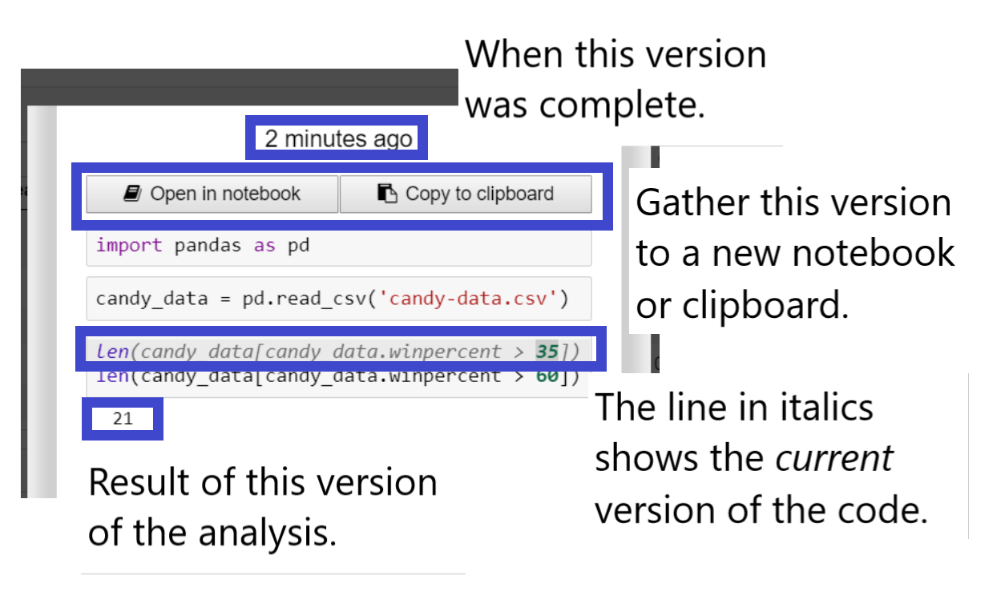 When this version
was complete.
2 minutes ago
Open in notebook
Copy to clipboard
Gather this version
to a new notebook
or clipboard.
import pandas as pd
candy_data = pd.read_csv('candy-data.csv')
len(candy_data[candy_data.winpercent > 35])
len(candy_data[candy_data.winpercent > 60])
21
The line in italics
shows the current
version of the code.
Result of this version
of the analysis.